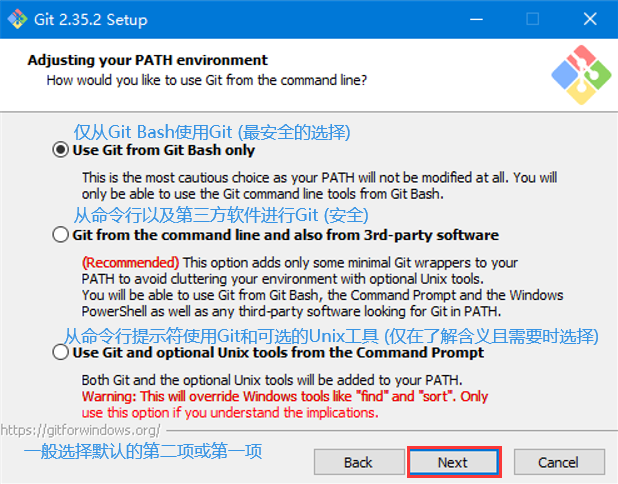 Git 2.35.2 Setup
Adjusting your PATH environment
How would you like to use Git from the command line?
仅从Git Bash使用Git (最安全的选择)
Use Git from Git Bash only
This is the most cautious choice as your PATH will not be modified at all. You will
only be able to use the Git command line tools from Git Bash.
从命令行以及第三方软件进行Git (安全)
Git from the command line and also from 3rd-party software
(Recommended) This option adds only some minimal Git wrappers to your
PATH to avoid cluttering your environment with optional Unix tools.
You will be able to use Git from Git Bash, the Command Prompt and the Windows
PowerShell as well as any third-party software looking for Git in PATH.
从命令行提示符使用Git和可选的Unix工具 (仅在了解含义且需要时选择)
Use Git and optional Unix tools from the Command Prompt
Both Git and the optional Unix tools will be added to your PATH.
Warning: This will override Windows tools like "find" and "sort". Only
use this option if you understand the implications.
https://gitforwindows.org/
一般选择默认的第二项或第一项
Back Next Cancel